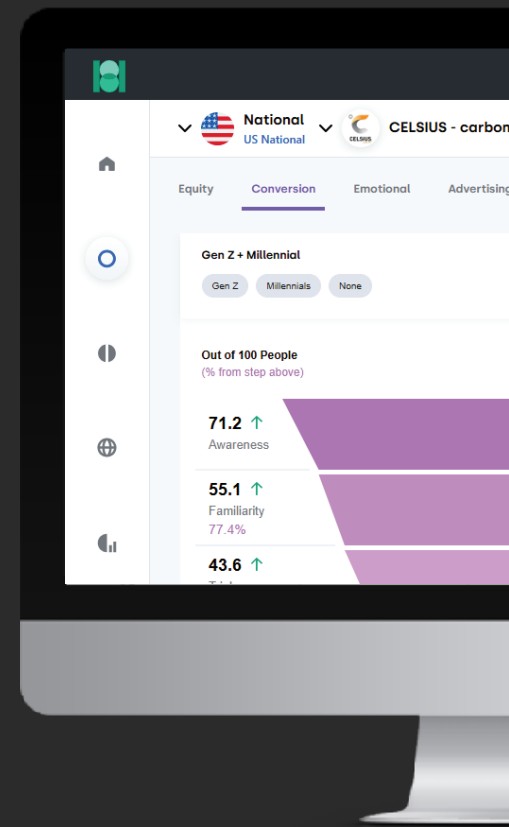 National
US National
CELSIUS
CELSIUS - carbon
Equity Conversion Emotional Advertising
Gen Z + Millennial
Gen Z Millennials None
Out of 100 People
(% from step above)
71.2 ↑
Awareness
55.1 ↑
Familiarity
77.4%
43.6 ↑